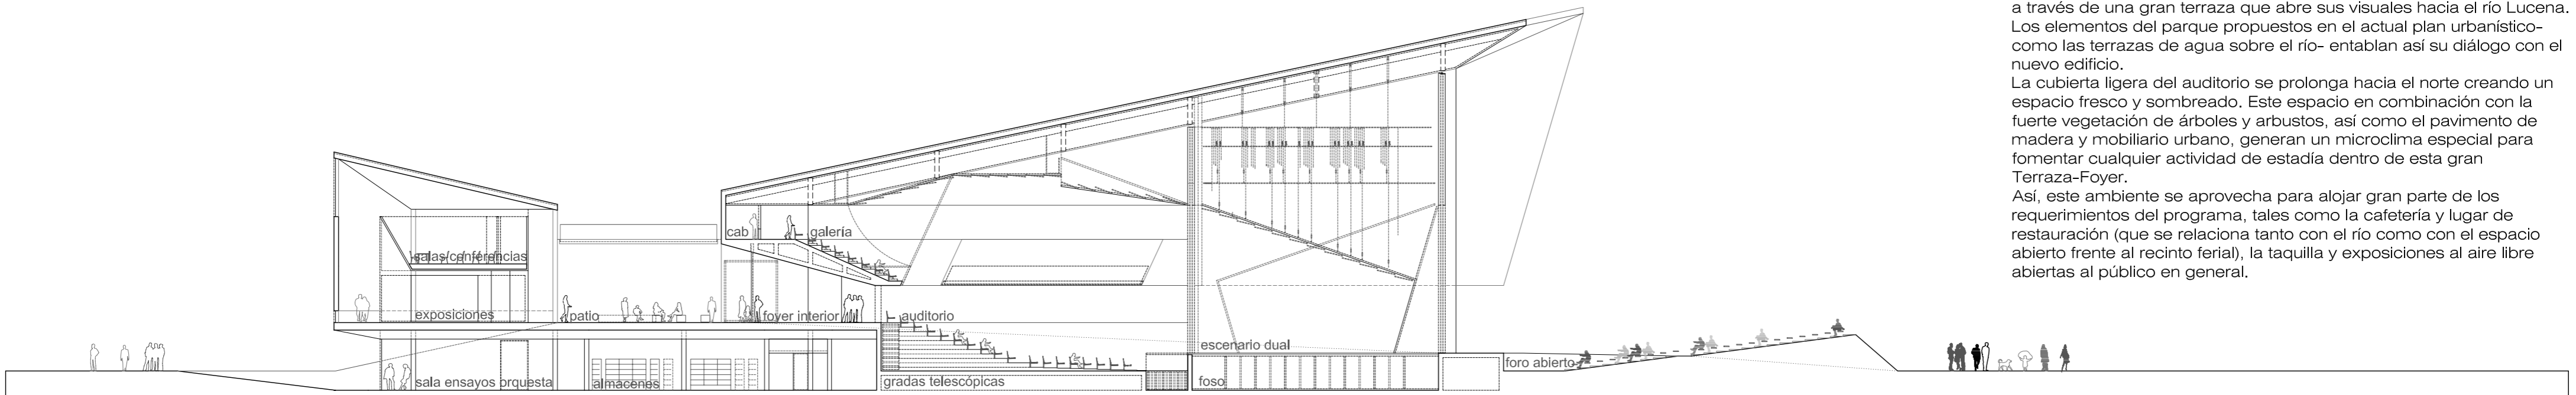 a través de una gran terraza que abre sus visuales hacia el río Lucena.
Los elementos del parque propuestos en el actual plan urbanístico-
como las terrazas de agua sobre el río- entablan así su diálogo con el
nuevo edificio.
La cubierta ligera del auditorio se prolonga hacia el norte creando un
espacio fresco y sombreado. Este espacio en combinación con la
fuerte vegetación de árboles y arbustos, así como el pavimento de
madera y mobiliario urbano, generan un microclima especial para
fomentar cualquier actividad de estadía dentro de esta gran
Terraza-Foyer.
Así, este ambiente se aprovecha para alojar gran parte de los
requerimientos del programa, tales como la cafetería y lugar de
restauración (que se relaciona tanto con el río como con el espacio
abierto frente al recinto ferial), la taquilla y exposiciones al aire libre
abiertas al público en general.
cab
galería
salas/conferencias
exposiciones
patio
foyer interior
auditorio
escenario dual
foro abierto
sala ensayos orquesta
almacenes
gradas telescópicas
foso